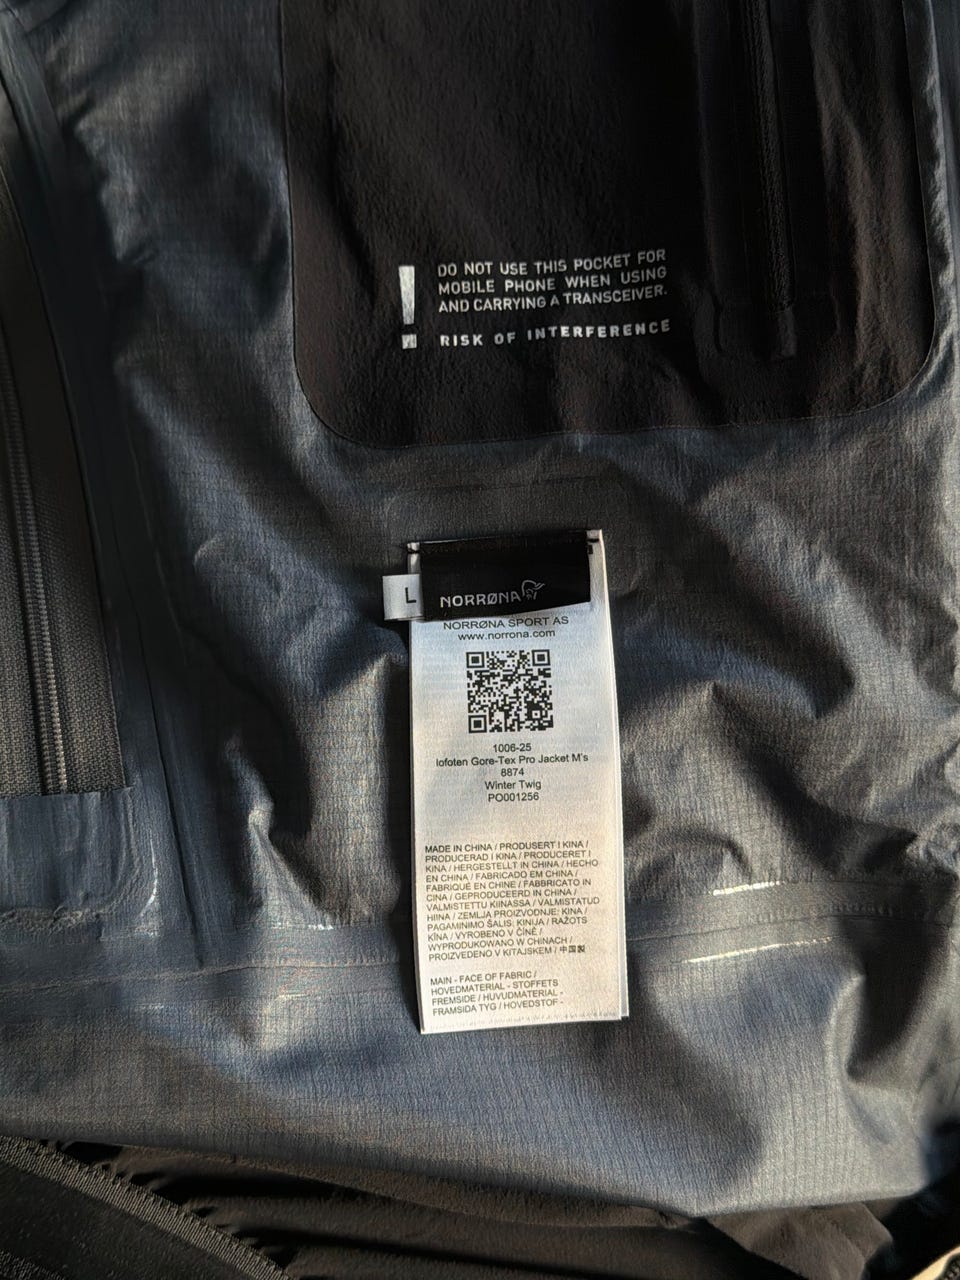 DO NOT USE THIS POCKET FOR
MOBILE PHONE WHEN USING
AND CARRYING A TRANSCEIVER.
RISK OF INTERFERENCE
L
NORRØNA
NORRØNA SPORT AS
www.norrona.com
1006-25
lofoten Gore-Tex Pro Jacket M's
8874
Winter Twig
PO001256
MADE IN CHINA / PRODUSERT I KINA /
PRODUCERAD I KINA / PRODUCERET I
KINA / HERGESTELLT IN CHINA / HECHO
EN CHINA / FABRICADO EM CHINA /
FABRIQUÉ EN CHINE / FABBRICATO IN
CINA / GEPRODUCEERD IN CHINA /
VALMISTETTU KIINASSA / VALMISTATUD
HIINA / ZEMLJA PROIZVODNJE: KINA /
PAGAMINIMO ŠALIS: KINIJA / RAŽOTS
KĪNA / VYROBENO V ČÍNĚ /
WYPRODUKOWANO W CHINACH /
PROIZVEDENO V KITAJSKEM / 中国製
MAIN - FACE OF FABRIC /
HOVEDMATERIAL - STOFFETS
FREMSIDE / HUVUDMATERIAL -
FRAMSIDA TYG / HOVEDSTOF -